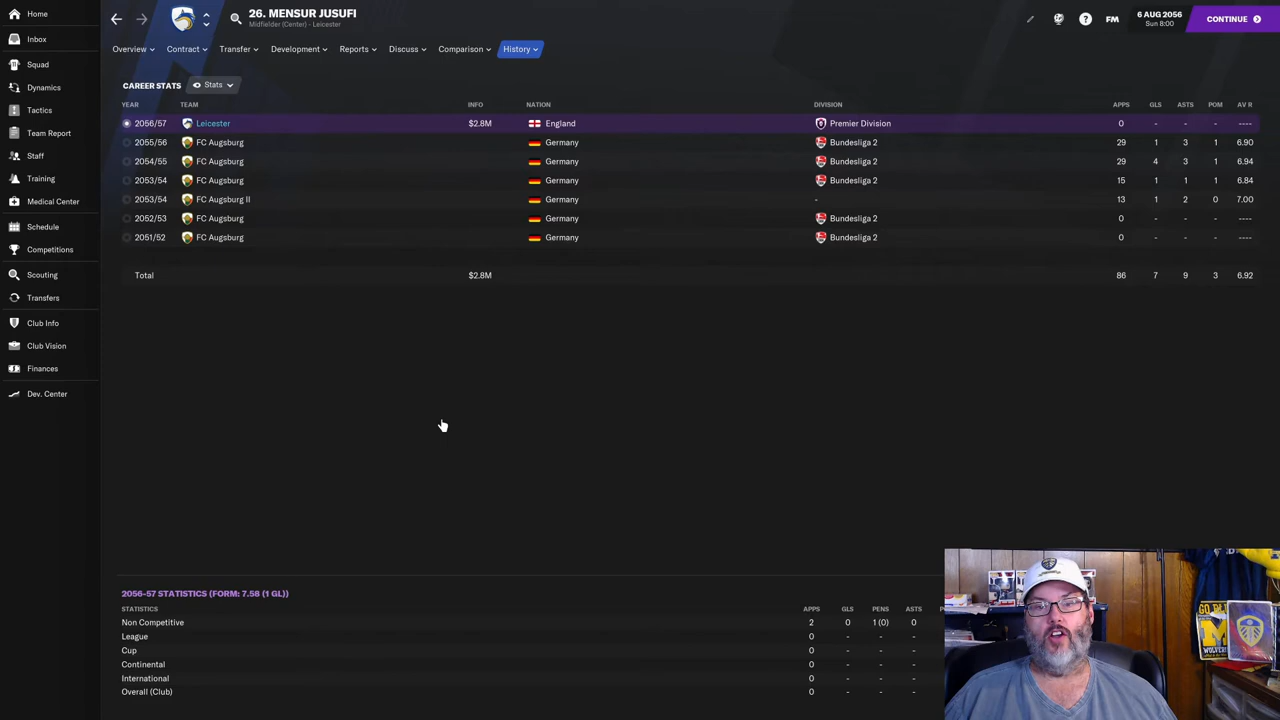 Home
Inbox
Squad
Dynamics
Tactics
Team Report
Staff
Training
Medical Center
Schedule
Competitions
Scouting
Transfers
Club Info
Club Vision
Finances
Dev. Center
26. MENSUR JUSUFI
Midfielder (Center) - Leicester
FM
6 AUG 2056
Sun 8:00
CONTINUE
Overview Contract Transfer Development Reports Discuss Comparison History
CAREER STATS Stats
YEAR TEAM INFO NATION DIVISION APPS GLS ASTS POM AV R
2056/57 Leicester $2.8M England Premier Division 0 - - - ----
2055/56 FC Augsburg Germany Bundesliga 2 29 1 3 1 6.90
2054/55 FC Augsburg Germany Bundesliga 2 29 4 3 1 6.94
2053/54 FC Augsburg Germany Bundesliga 2 15 1 1 1 6.84
2053/54 FC Augsburg II Germany - 13 1 2 0 7.00
2052/53 FC Augsburg Germany Bundesliga 2 0 - - - ----
2051/52 FC Augsburg Germany Bundesliga 2 0 - - - ----
Total $2.8M 86 7 9 3 6.92
2056-57 STATISTICS (FORM: 7.58 (1 GL))
STATISTICS APPS GLS PENS ASTS
Non Competitive 2 0 1 (0) 0
League 0 - - -
Cup 0 - - -
Continental 0 - - -
International 0 - - -
Overall (Club) 0 - - -
GO BLUE
M
WOLVERINES